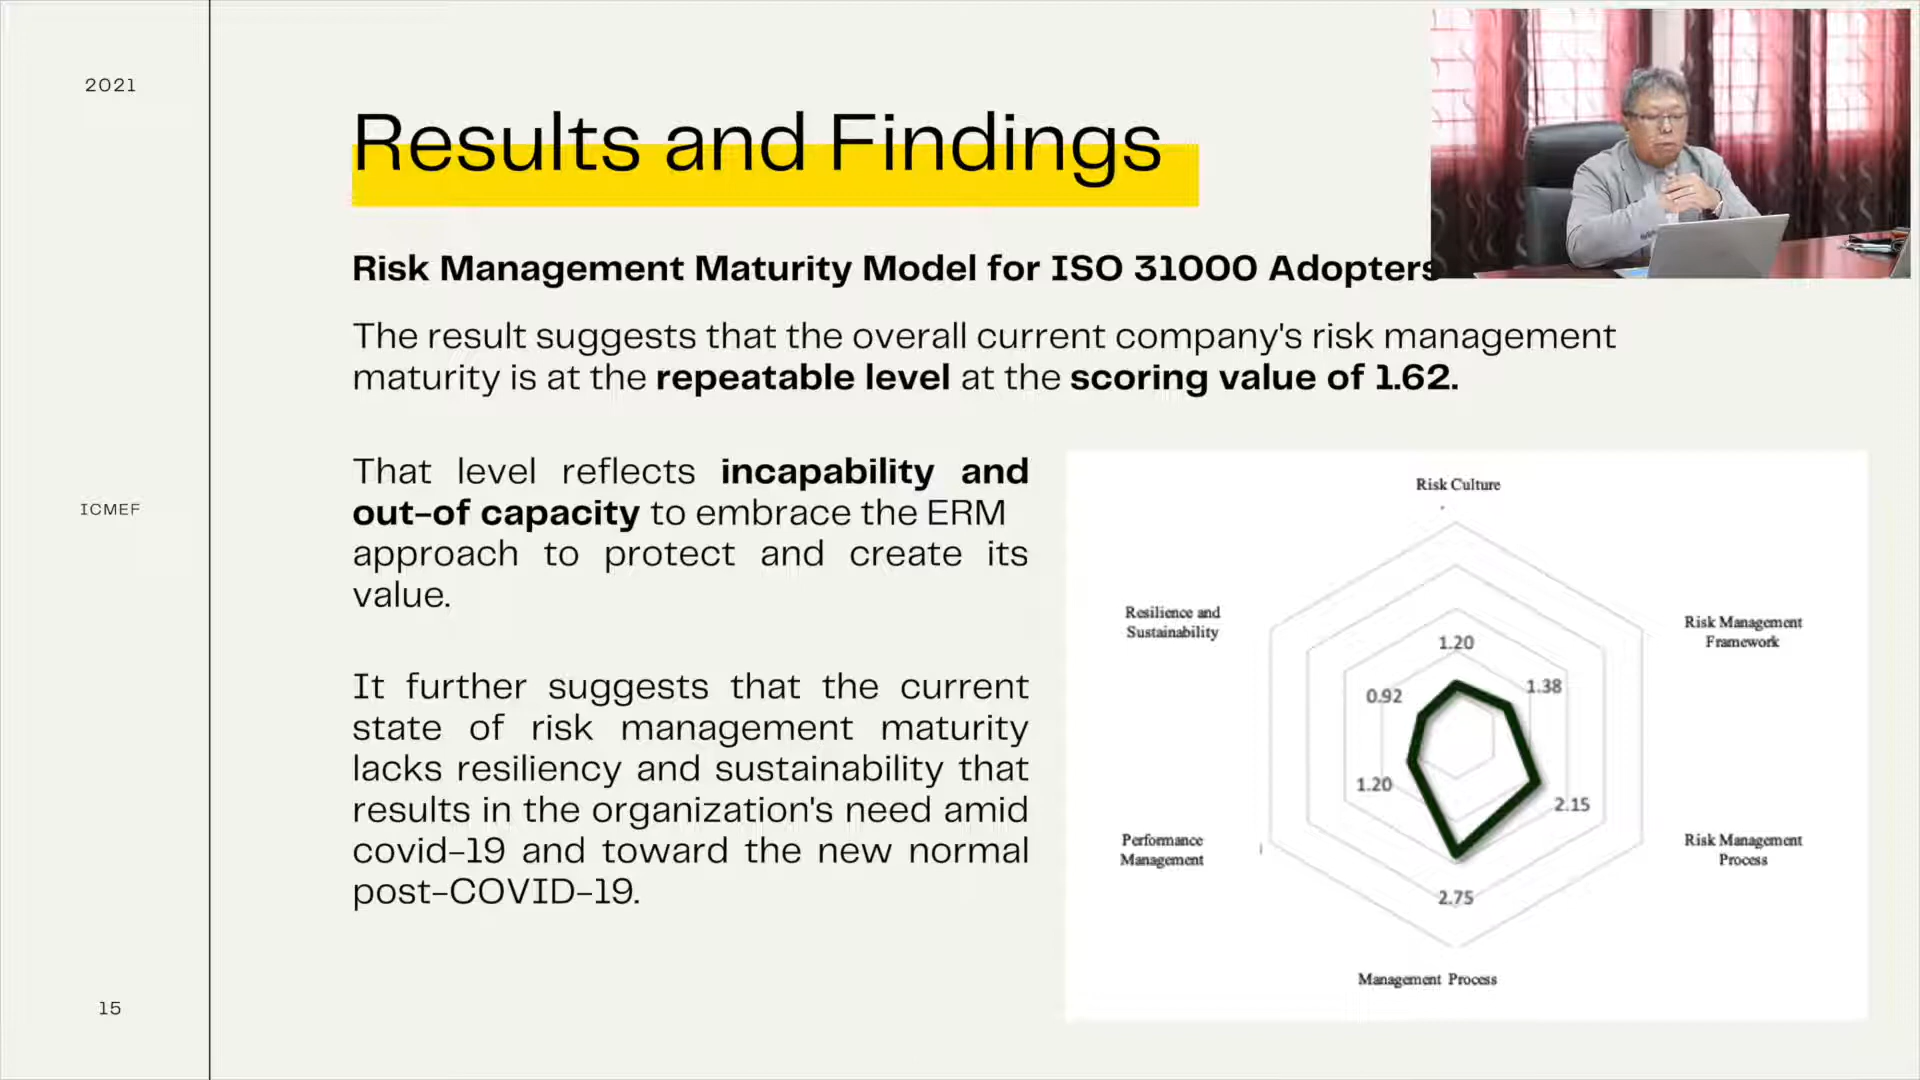 2021
Results and Findings
Risk Management Maturity Model for ISO 31000 Adopters
The result suggests that the overall current company's risk management
maturity is at the repeatable level at the scoring value of 1.62.
That level reflects incapability and
out-of capacity to embrace the ERM
approach to protect and create its
value.
It further suggests that the current
state of risk management maturity
lacks resiliency and sustainability that
results in the organization's need amid
covid-19 and toward the new normal
post-COVID-19.
Risk Culture
Resilience and
Sustainability
Risk Management
Framework
1.20
1.38
0.92
1.20
2.15
Performance
Management
Risk Management
Process
2.75
Management Process
ICMEF
15